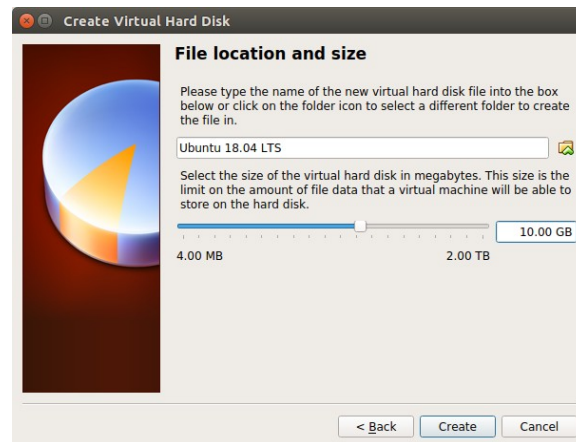 Create Virtual Hard Disk
File location and size
Please type the name of the new virtual hard disk file into the box
below or click on the folder icon to select a different folder to create
the file in.
Ubuntu 18.04 LTS
Select the size of the virtual hard disk in megabytes. This size is the
limit on the amount of file data that a virtual machine will be able to
store on the hard disk.
10.00 GB
4.00 MB 2.00 TB
< Back Create Cancel